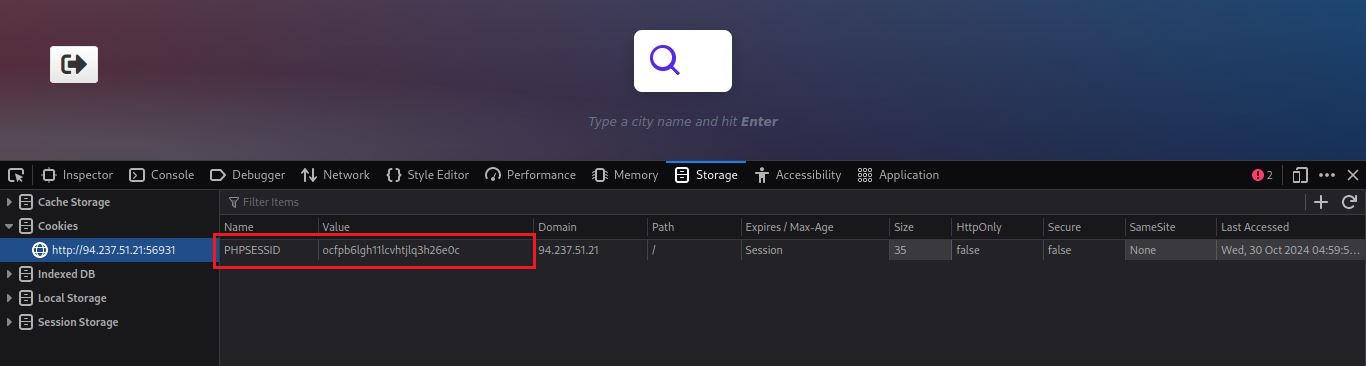 Type a city name and hit Enter
Inspector Console Debugger Network Style Editor Performance Memory Storage Accessibility Application 2
Cache Storage Filter Items
Cookies Name Value Domain Path Expires / Max-Age Size HttpOnly Secure SameSite Last Accessed
http://94.237.51.21:56931 PHPSESSID ocfpb6lgh11lcvhtjlq3h26e0c 94.237.51.21 / Session 35 false false None Wed, 30 Oct 2024 04:59:5...
Indexed DB
Local Storage
Session Storage